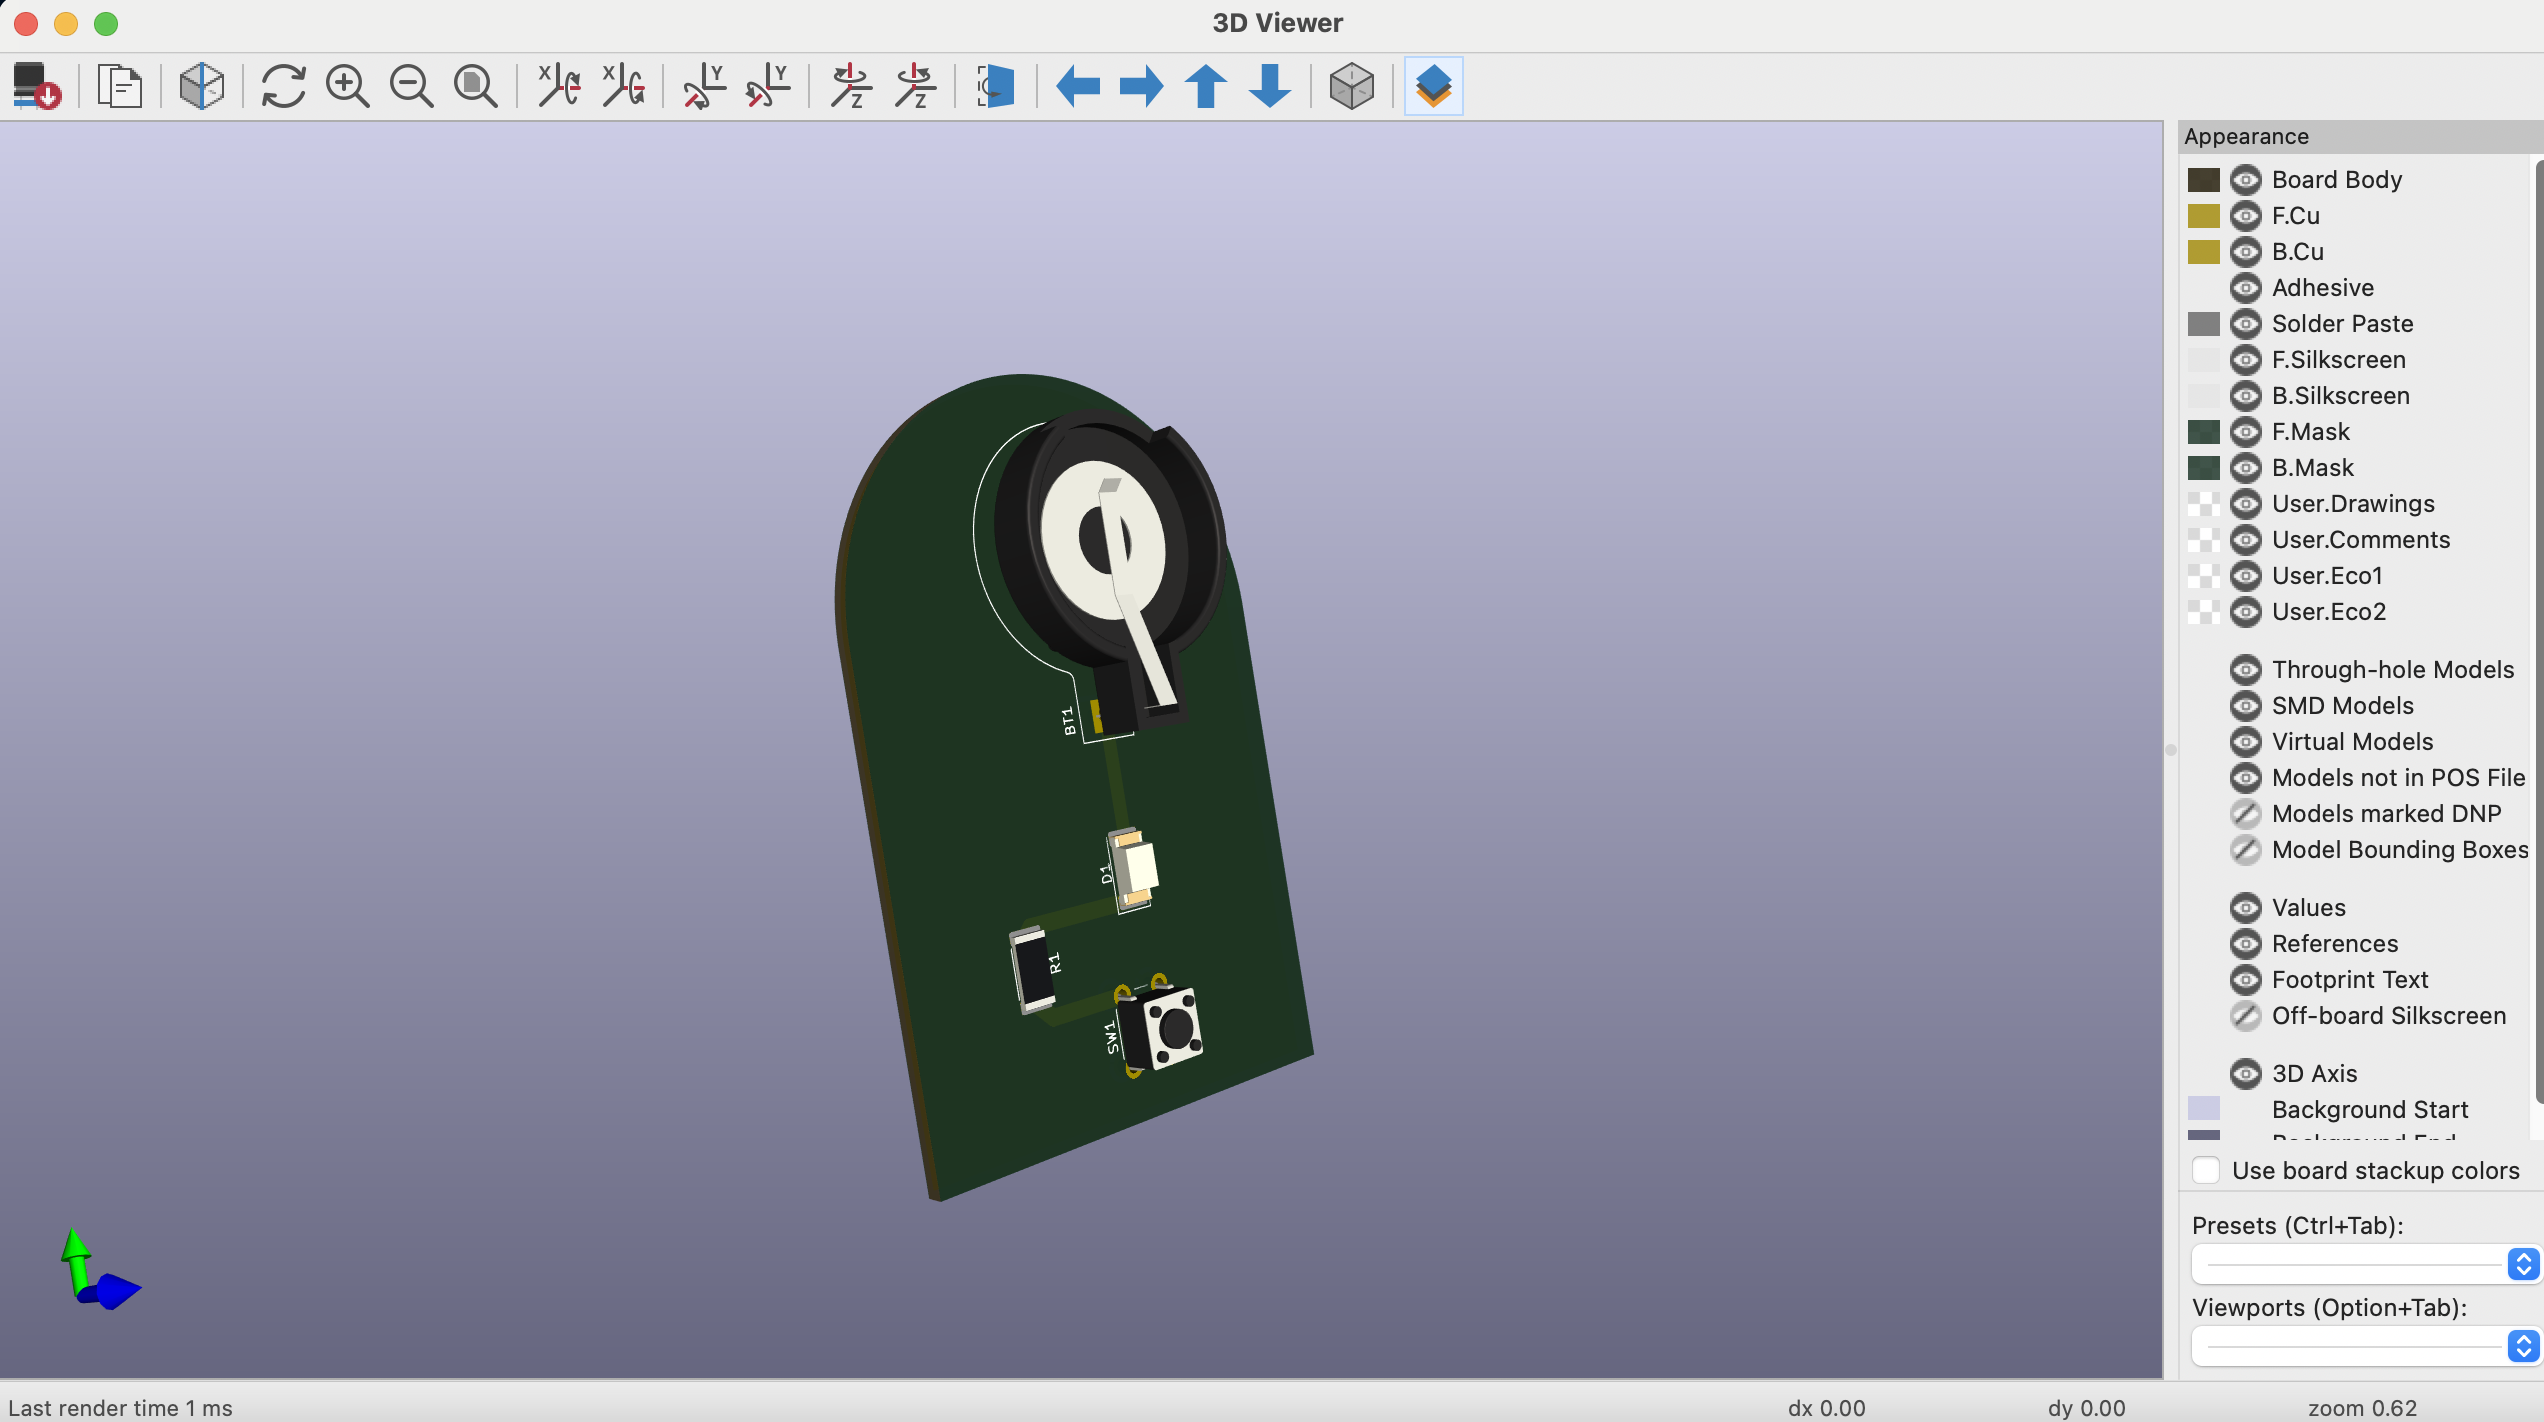 3D Viewer
X X Y Y Z Z
Appearance
Board Body
F.Cu
B.Cu
Adhesive
Solder Paste
F.Silkscreen
B.Silkscreen
F.Mask
B.Mask
User.Drawings
User.Comments
User.Eco1
User.Eco2
Through-hole Models
SMD Models
Virtual Models
Models not in POS File
Models marked DNP
Model Bounding Boxes
Values
References
Footprint Text
Off-board Silkscreen
3D Axis
Background Start
Background End
Use board stackup colors
Presets (Ctrl+Tab):
Viewports (Option+Tab):
BT1
D1
R1
SW1
Last render time 1 ms
dx 0.00
dy 0.00
zoom 0.62